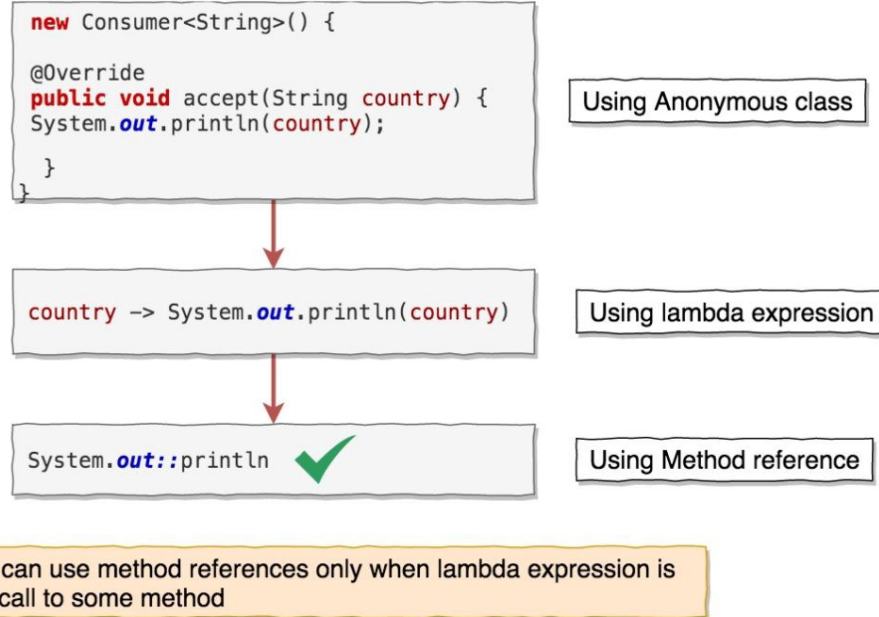 new Consumer<String>() {
@Override
public void accept(String country) {
System.out.println(country);
}
}
Using Anonymous class
country -> System.out.println(country)
Using lambda expression
System.out::println
Using Method reference
can use method references only when lambda expression is
call to some method